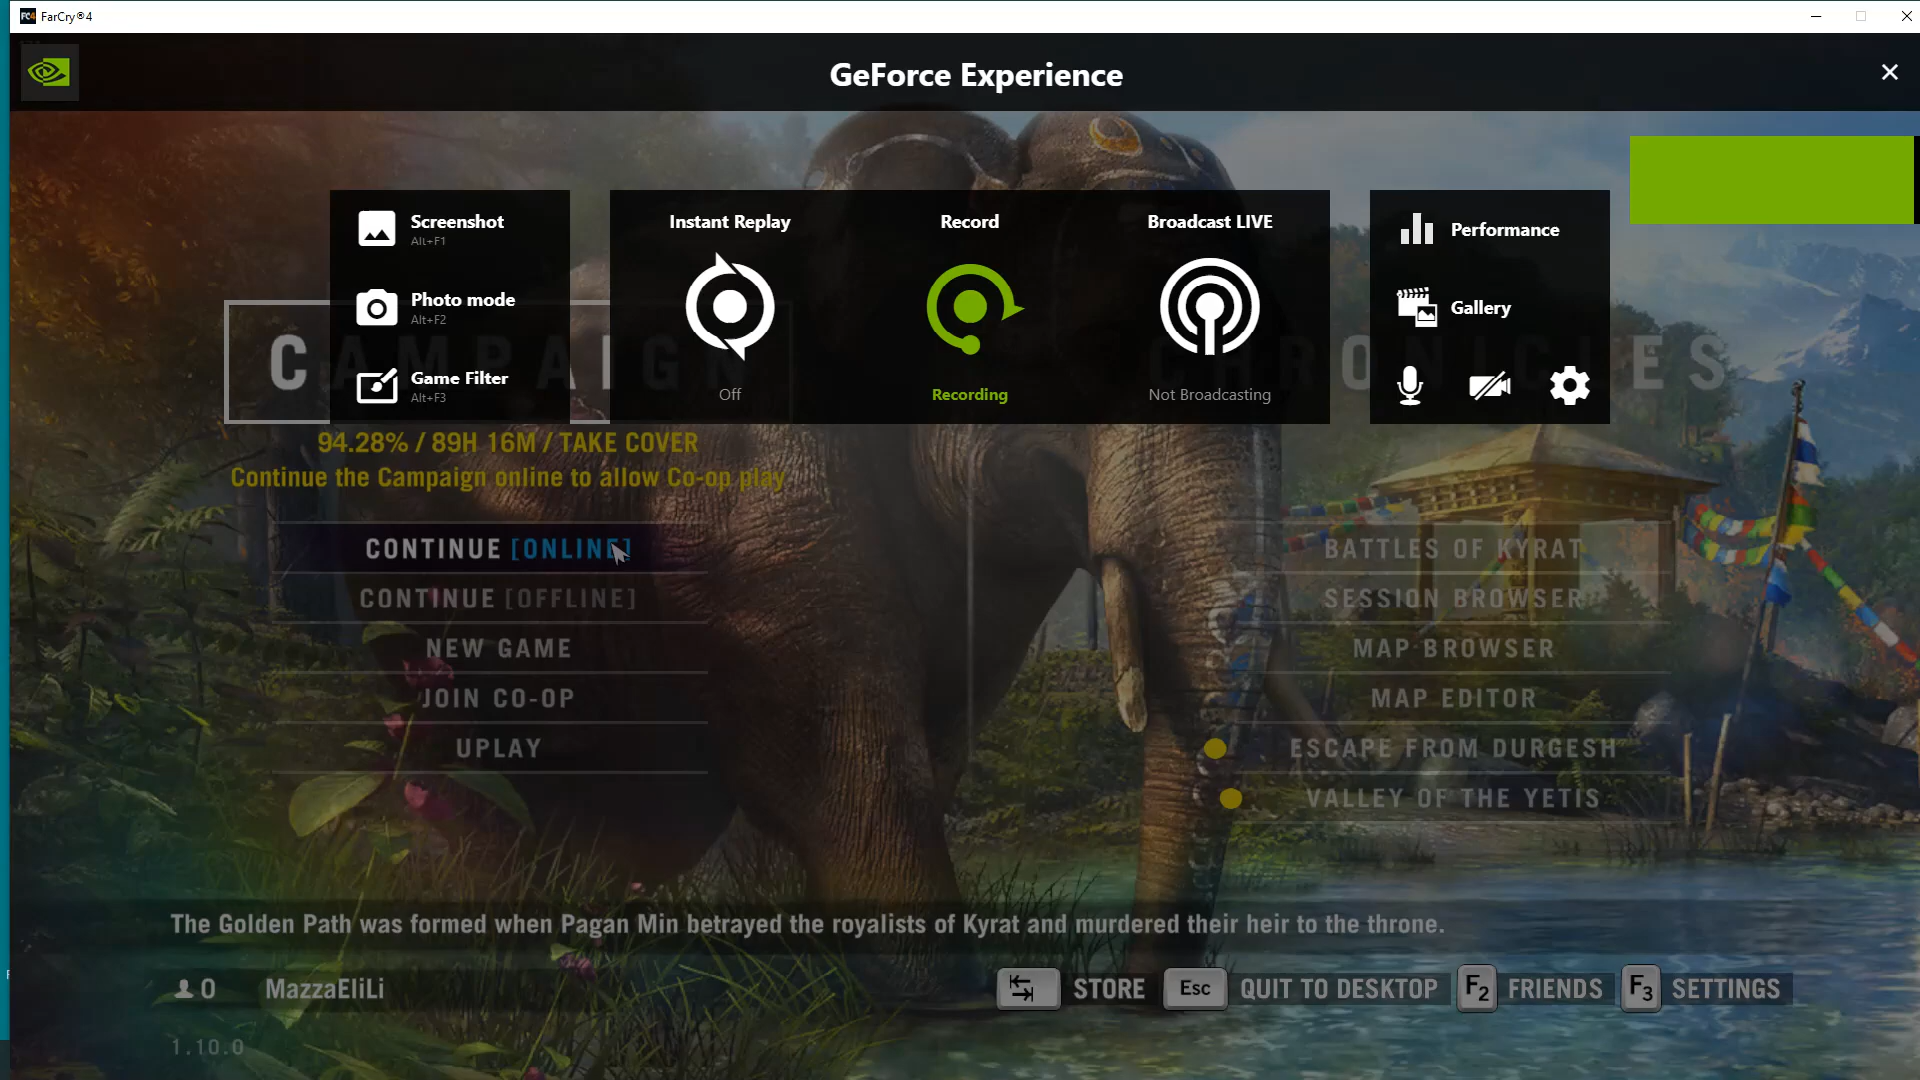 FarCry®4
GeForce Experience
Screenshot
Alt+F1
Photo mode
Alt+F2
Game Filter
Alt+F3
Instant Replay
Off
Record
Recording
Broadcast LIVE
Not Broadcasting
Performance
Gallery
CAMPAIGN
CHRONICLES
94.28% / 89H 16M / TAKE COVER
Continue the Campaign online to allow Co-op play
CONTINUE [ONLINE]
CONTINUE [OFFLINE]
NEW GAME
JOIN CO-OP
UPLAY
BATTLES OF KYRAT
SESSION BROWSER
MAP BROWSER
MAP EDITOR
ESCAPE FROM DURGESH
VALLEY OF THE YETIS
The Golden Path was formed when Pagan Min betrayed the royalists of Kyrat and murdered their heir to the throne.
0 MazzaEliLi
STORE Esc QUIT TO DESKTOP F2 FRIENDS F3 SETTINGS
1.10.0